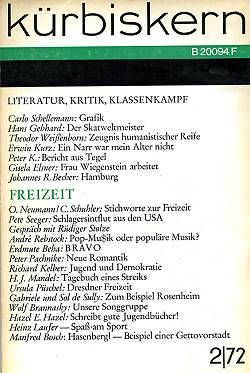 kürbiskern
B 20094 F
LITERATUR, KRITIK, KLASSENKAMPF
Carlo Schellemann: Grafik
Hans Gebhard: Der Skatweltmeister
Theodor Weißenborn: Zeugnis humanistischer Reife
Erwin Kurz: Ein Narr war mein Alter nicht
Peter K.: Bericht aus Tegel
Gisela Elsner: Frau Wiegenstein arbeitet
Johannes R. Becher: Hamburg
FREIZEIT
O. Neumann/C. Schuhler: Stichworte zur Freizeit
Pete Seeger: Schlagersintflut aus den USA
Gespräch mit Rüdiger Stolze
André Rebstock: Pop-Mu$ik oder populäre Musik?
Erdmute Beha: BRAVO
Peter Pachnike: Neue Romantik
Richard Kelber: Jugend und Demokratie
H. J. Mandel: Tagebuch eines Streiks
Ursula Püschel: Dresdner Freizeit
Gabriele und Sol de Sully: Zum Beispiel Rosenheim
Wolf Brannasky: Unsere Songgruppe
Hazel E. Hazel: Schreibt gute Jugendbücher!
Heinz Laufer — Spaß am Sport
Manfred Bosch: Hasenbergl — Beispiel einer Gettovorstadt
2/72